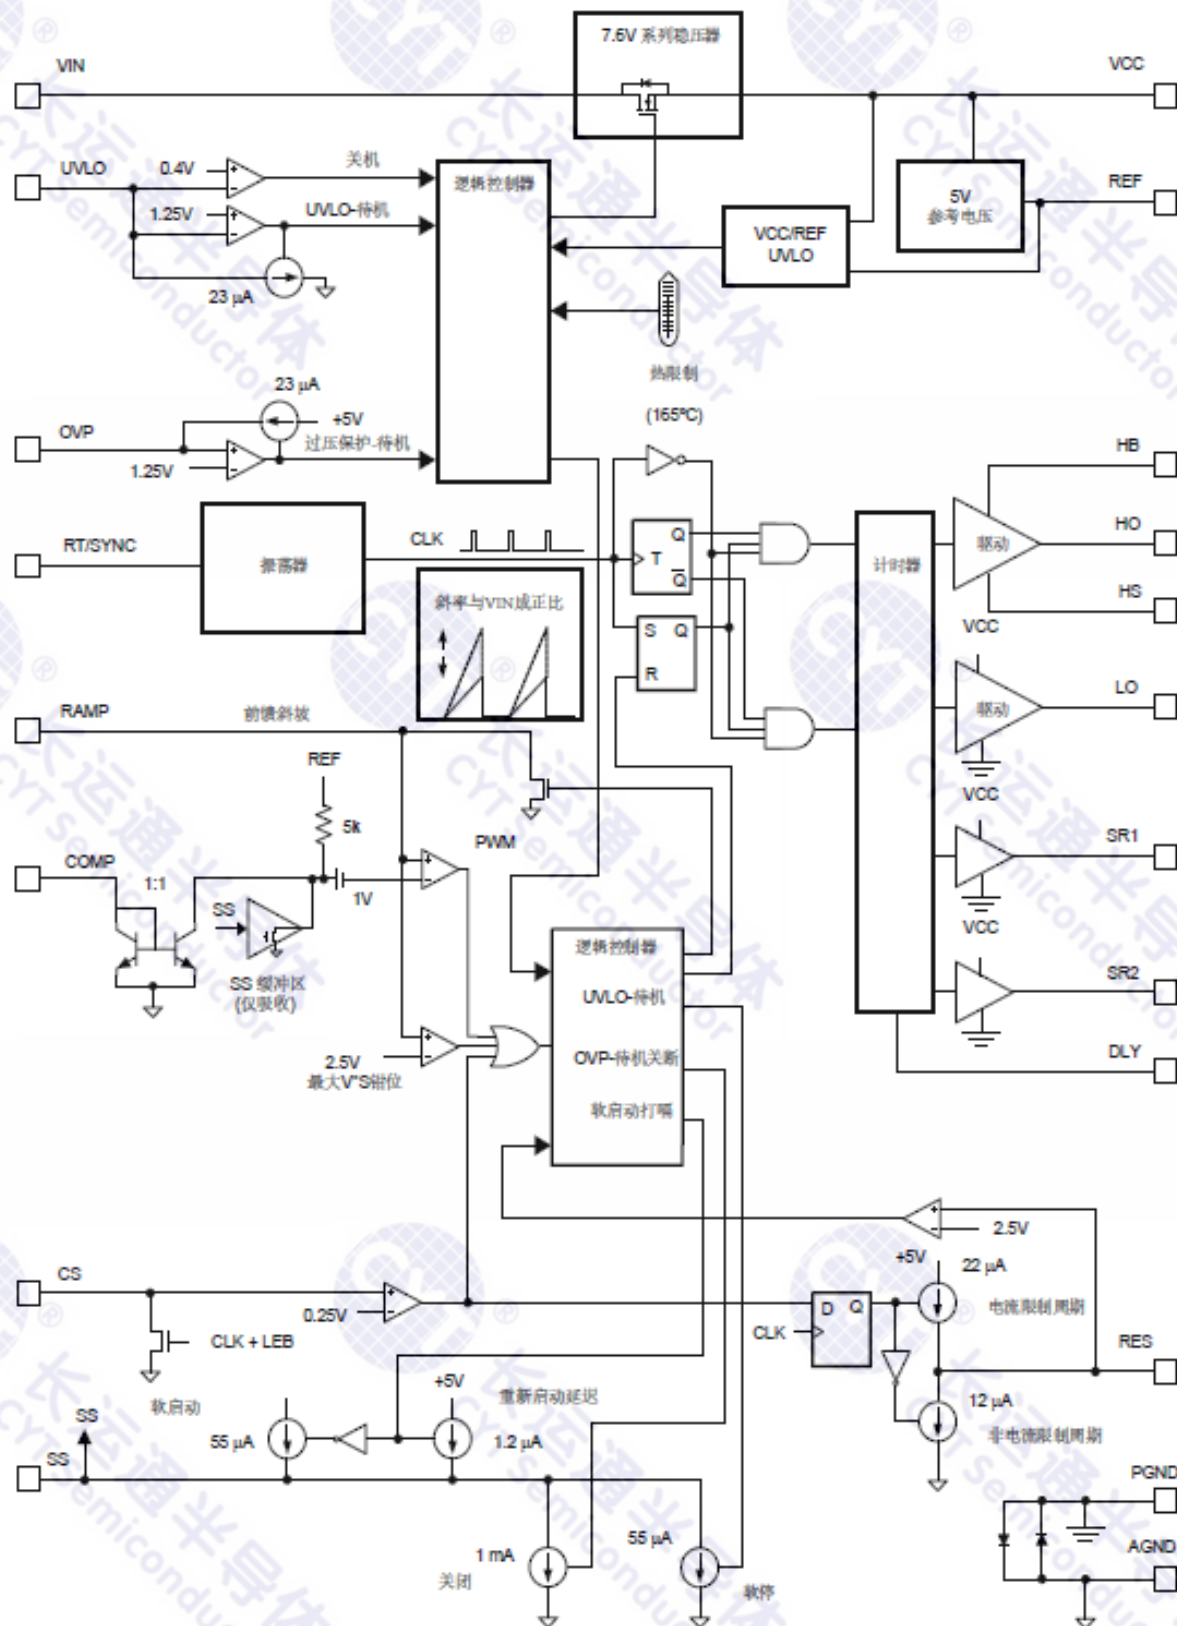 7.6V 系列稳压器
VIN
VCC
UVLO
0.4V
关机
逻辑控制器
5V
参考电压
REF
1.25V
UVLO-待机
VCC/REF
UVLO
23 µA
热限制
(165ºC)
23 µA
+5V
OVP
过压保护-待机
1.25V
HB
RT/SYNC
振荡器
CLK
T
Q
Q
驱动
HO
计时器
斜率与VIN成正比
S
Q
R
HS
VCC
RAMP
前馈斜坡
驱动
LO
REF
5k
VCC
COMP
1:1
PWM
SR1
1V
SS
VCC
SS 缓冲区
(仅吸收)
逻辑控制器
UVLO-待机
SR2
2.5V
最大V*S钳位
OVP-待机关断
DLY
软启动打嗝
2.5V
CS
+5V
22 µA
0.25V
D
Q
电流限制周期
CLK + LEB
CLK
RES
软启动
+5V
重新启动延迟
12 µA
SS
55 µA
1.2 µA
非电流限制周期
SS
PGND
1 mA
55 µA
AGND
关闭
软停
长运通半导体
CYT Semiconductor